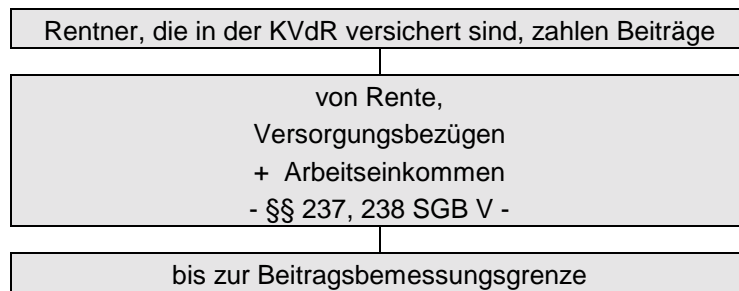 Rentner, die in der KVdR versichert sind, zahlen Beiträge
von Rente,
Versorgungsbezügen
+ Arbeitseinkommen
- §§ 237, 238 SGB V -
bis zur Beitragsbemessungsgrenze